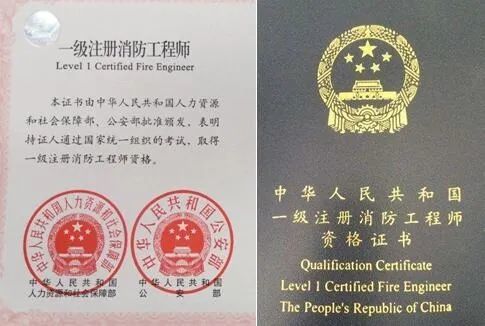 一级注册消防工程师
Level 1 Certified Fire Engineer
本证书由中华人民共和国人力资源
和社会保障部、公安部批准颁发，表明
持证人通过国家统一组织的考试，取得
一级注册消防工程师资格。
中华人民共和国人力资源和社会保障部
中华人民共和国公安部
中华人民共和国
人力资源和社会保障部
中华人民共和国
公安部
中华人民共和国
一级注册消防工程师
资格证书
Qualification Certificate
Level 1 Certified Fire Engineer
The People's Republic of China